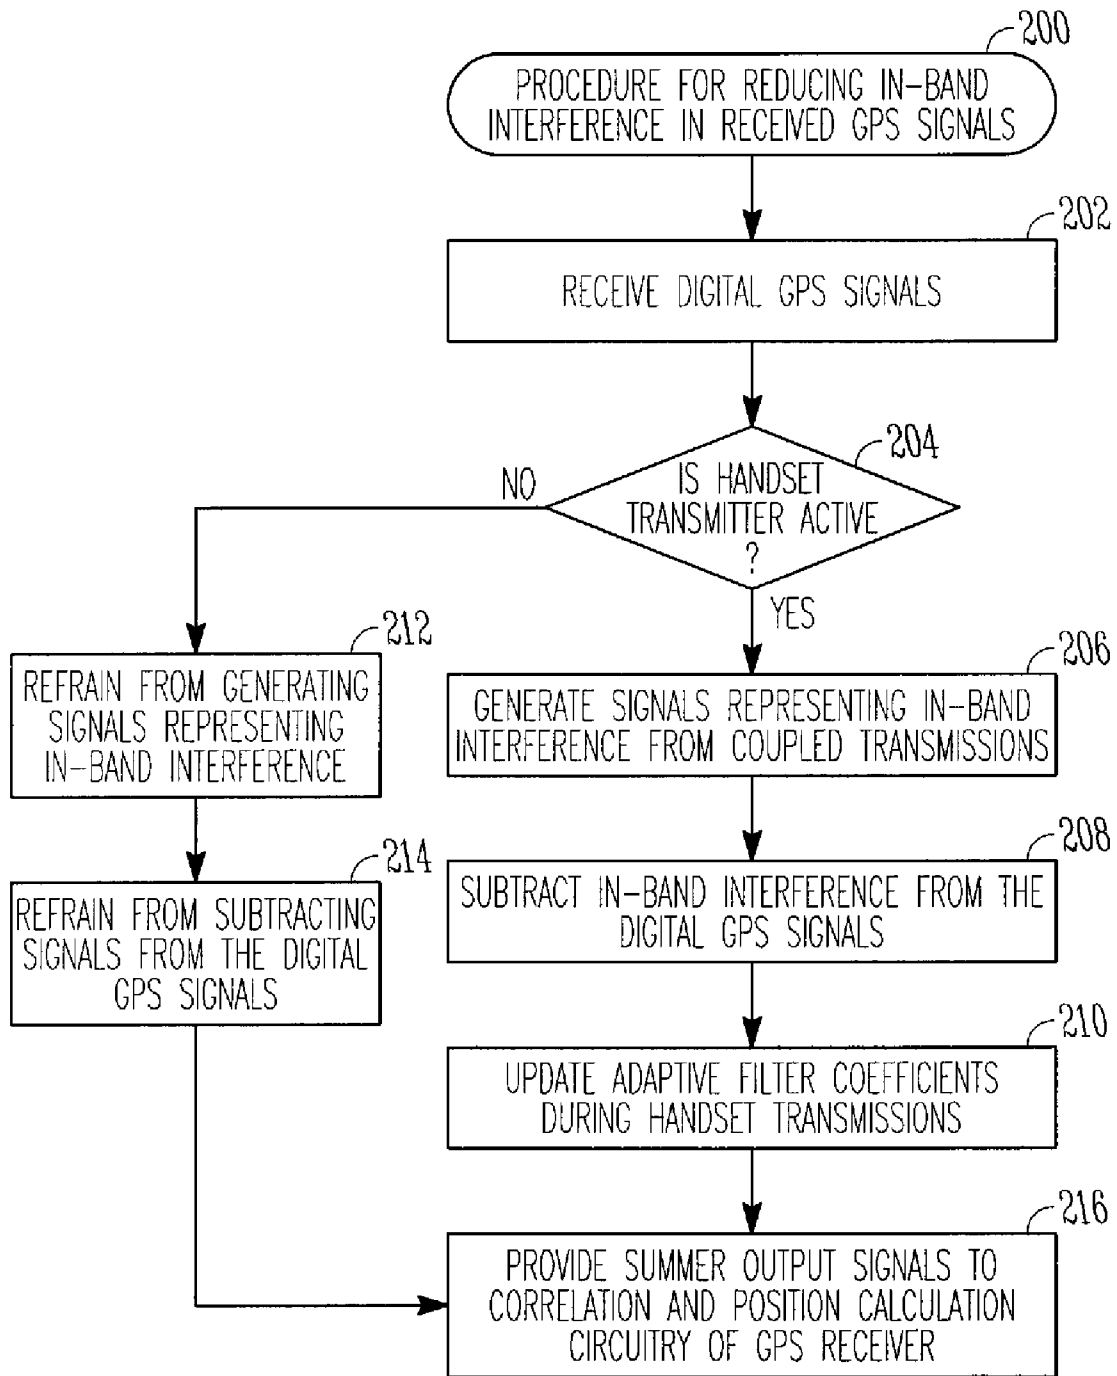 200
PROCEDURE FOR REDUCING IN-BAND
INTERFERENCE IN RECEIVED GPS SIGNALS
202
RECEIVE DIGITAL GPS SIGNALS
204
IS HANDSET
TRANSMITTER ACTIVE
?
NO
YES
212
REFRAIN FROM GENERATING
SIGNALS REPRESENTING
IN-BAND INTERFERENCE
206
GENERATE SIGNALS REPRESENTING IN-BAND
INTERFERENCE FROM COUPLED TRANSMISSIONS
214
REFRAIN FROM SUBTRACTING
SIGNALS FROM THE DIGITAL
GPS SIGNALS
208
SUBTRACT IN-BAND INTERFERENCE FROM THE
DIGITAL GPS SIGNALS
210
UPDATE ADAPTIVE FILTER COEFFICIENTS
DURING HANDSET TRANSMISSIONS
216
PROVIDE SUMMER OUTPUT SIGNALS TO
CORRELATION AND POSITION CALCULATION
CIRCUITRY OF GPS RECEIVER